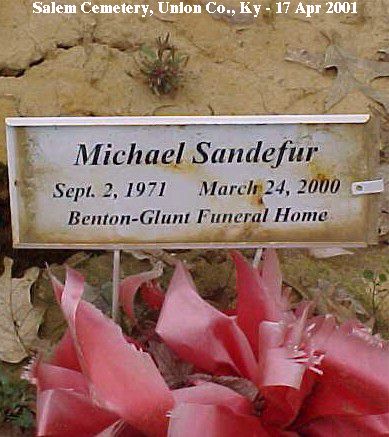 Salem Cemetery, Union Co., Ky - 17 Apr 2001
Michael Sandefur
Sept. 2, 1971 March 24, 2000
Benton-Glunt Funeral Home